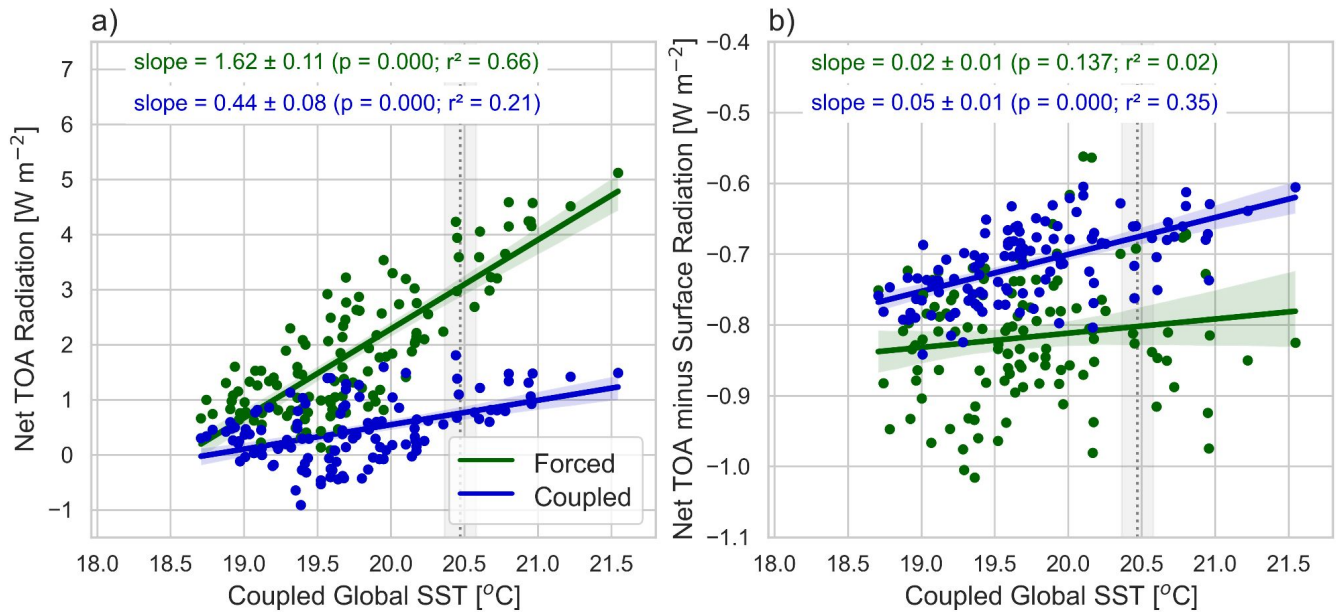 a)
slope = 1.62 ± 0.11 (p = 0.000; r² = 0.66)
slope = 0.44 ± 0.08 (p = 0.000; r² = 0.21)
Net TOA Radiation [W m⁻²]
7
6
5
4
3
2
1
0
−1
Forced
Coupled
18.0 18.5 19.0 19.5 20.0 20.5 21.0 21.5
Coupled Global SST [°C]
b)
slope = 0.02 ± 0.01 (p = 0.137; r² = 0.02)
slope = 0.05 ± 0.01 (p = 0.000; r² = 0.35)
Net TOA minus Surface Radiation [W m⁻²]
−0.4
−0.5
−0.6
−0.7
−0.8
−0.9
−1.0
−1.1
18.0 18.5 19.0 19.5 20.0 20.5 21.0 21.5
Coupled Global SST [°C]